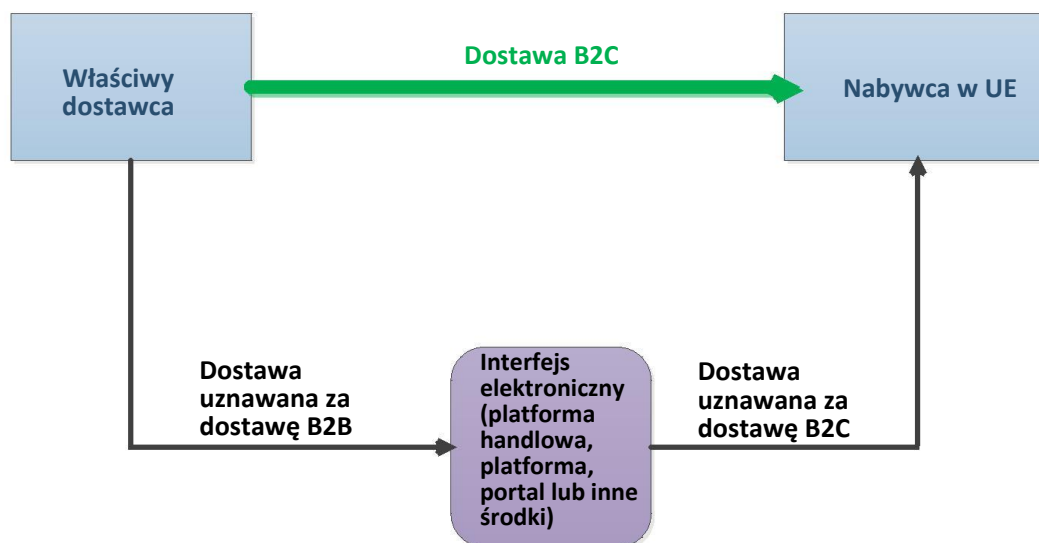 Dostawa B2C
Właściwy
dostawca
Nabywca w UE
Dostawa
uznawana za
dostawę B2B
Interfejs
elektroniczny
(platforma
handlowa,
platforma,
portal lub inne
środki)
Dostawa
uznawana za
dostawę B2C